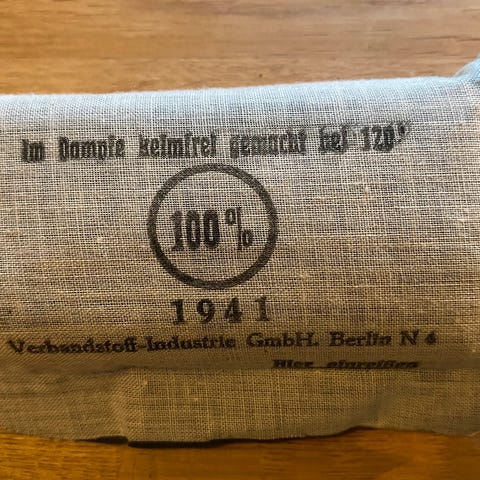 Im Dampfe keimfrei gemacht bei 120°
100%
1941
Verbandstoff-Industrie GmbH. Berlin N 4
Hier einreißen